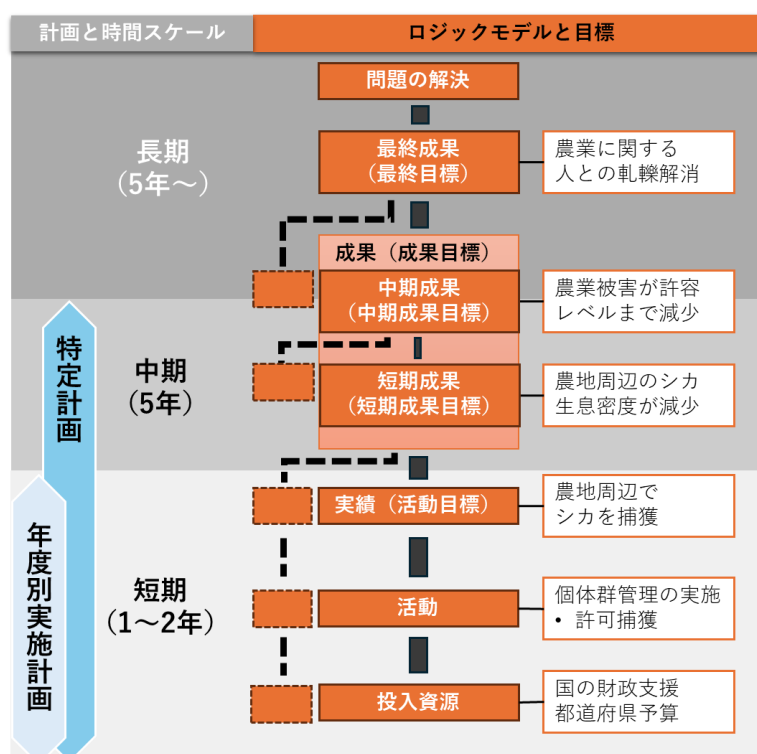 計画と時間スケール
ロジックモデルと目標
問題の解決
長期
（5年～）
最終成果
（最終目標）
農業に関する
人との軋轢解消
成果（成果目標）
中期成果
（中期成果目標）
農業被害が許容
レベルまで減少
特定計画
中期
（5年）
短期成果
（短期成果目標）
農地周辺のシカ
生息密度が減少
実績（活動目標）
農地周辺で
シカを捕獲
年度別実施計画
短期
（1～2年）
活動
個体群管理の実施
• 許可捕獲
投入資源
国の財政支援
都道府県予算